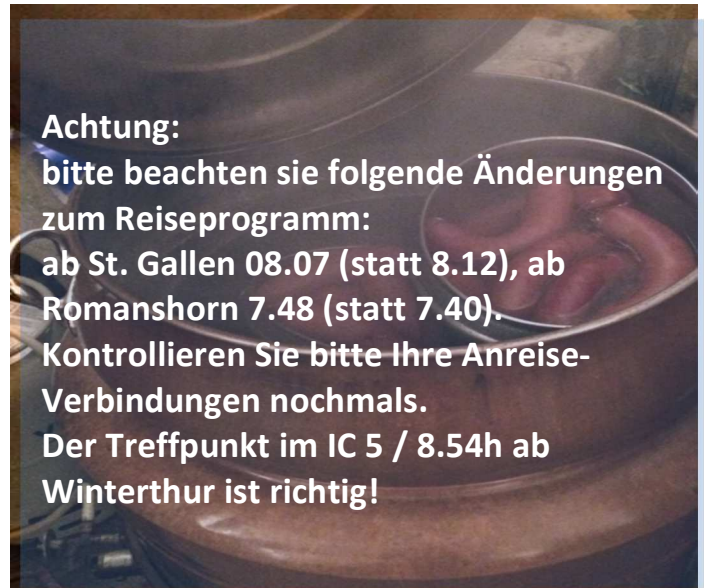 Achtung:
bitte beachten sie folgende Änderungen
zum Reiseprogramm:
ab St. Gallen 08.07 (statt 8.12), ab
Romanshorn 7.48 (statt 7.40).
Kontrollieren Sie bitte Ihre Anreise-
Verbindungen nochmals.
Der Treffpunkt im IC 5 / 8.54h ab
Winterthur ist richtig!